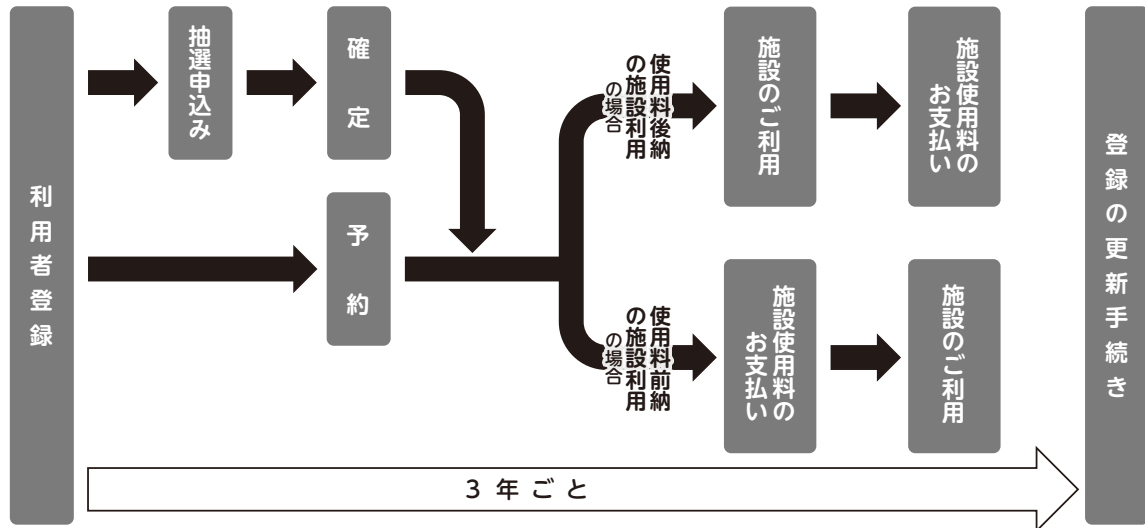 利用者登録
抽選申込み
確定
予約
使用料後納
の施設利用
の場合
施設のご利用
施設使用料の
お支払い
使用料前納
の施設利用
の場合
施設使用料の
お支払い
施設のご利用
登録の更新手続き
3年ごと